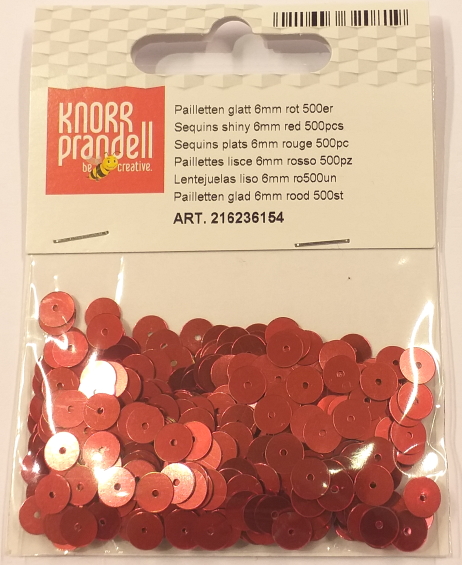 KNORR
prandell
be creative.
Pailletten glatt 6mm rot 500er
Sequins shiny 6mm red 500pcs
Sequins plats 6mm rouge 500pc
Paillettes lisce 6mm rosso 500pz
Lentejuelas liso 6mm ro500un
Pailletten glad 6mm rood 500st
ART. 216236154